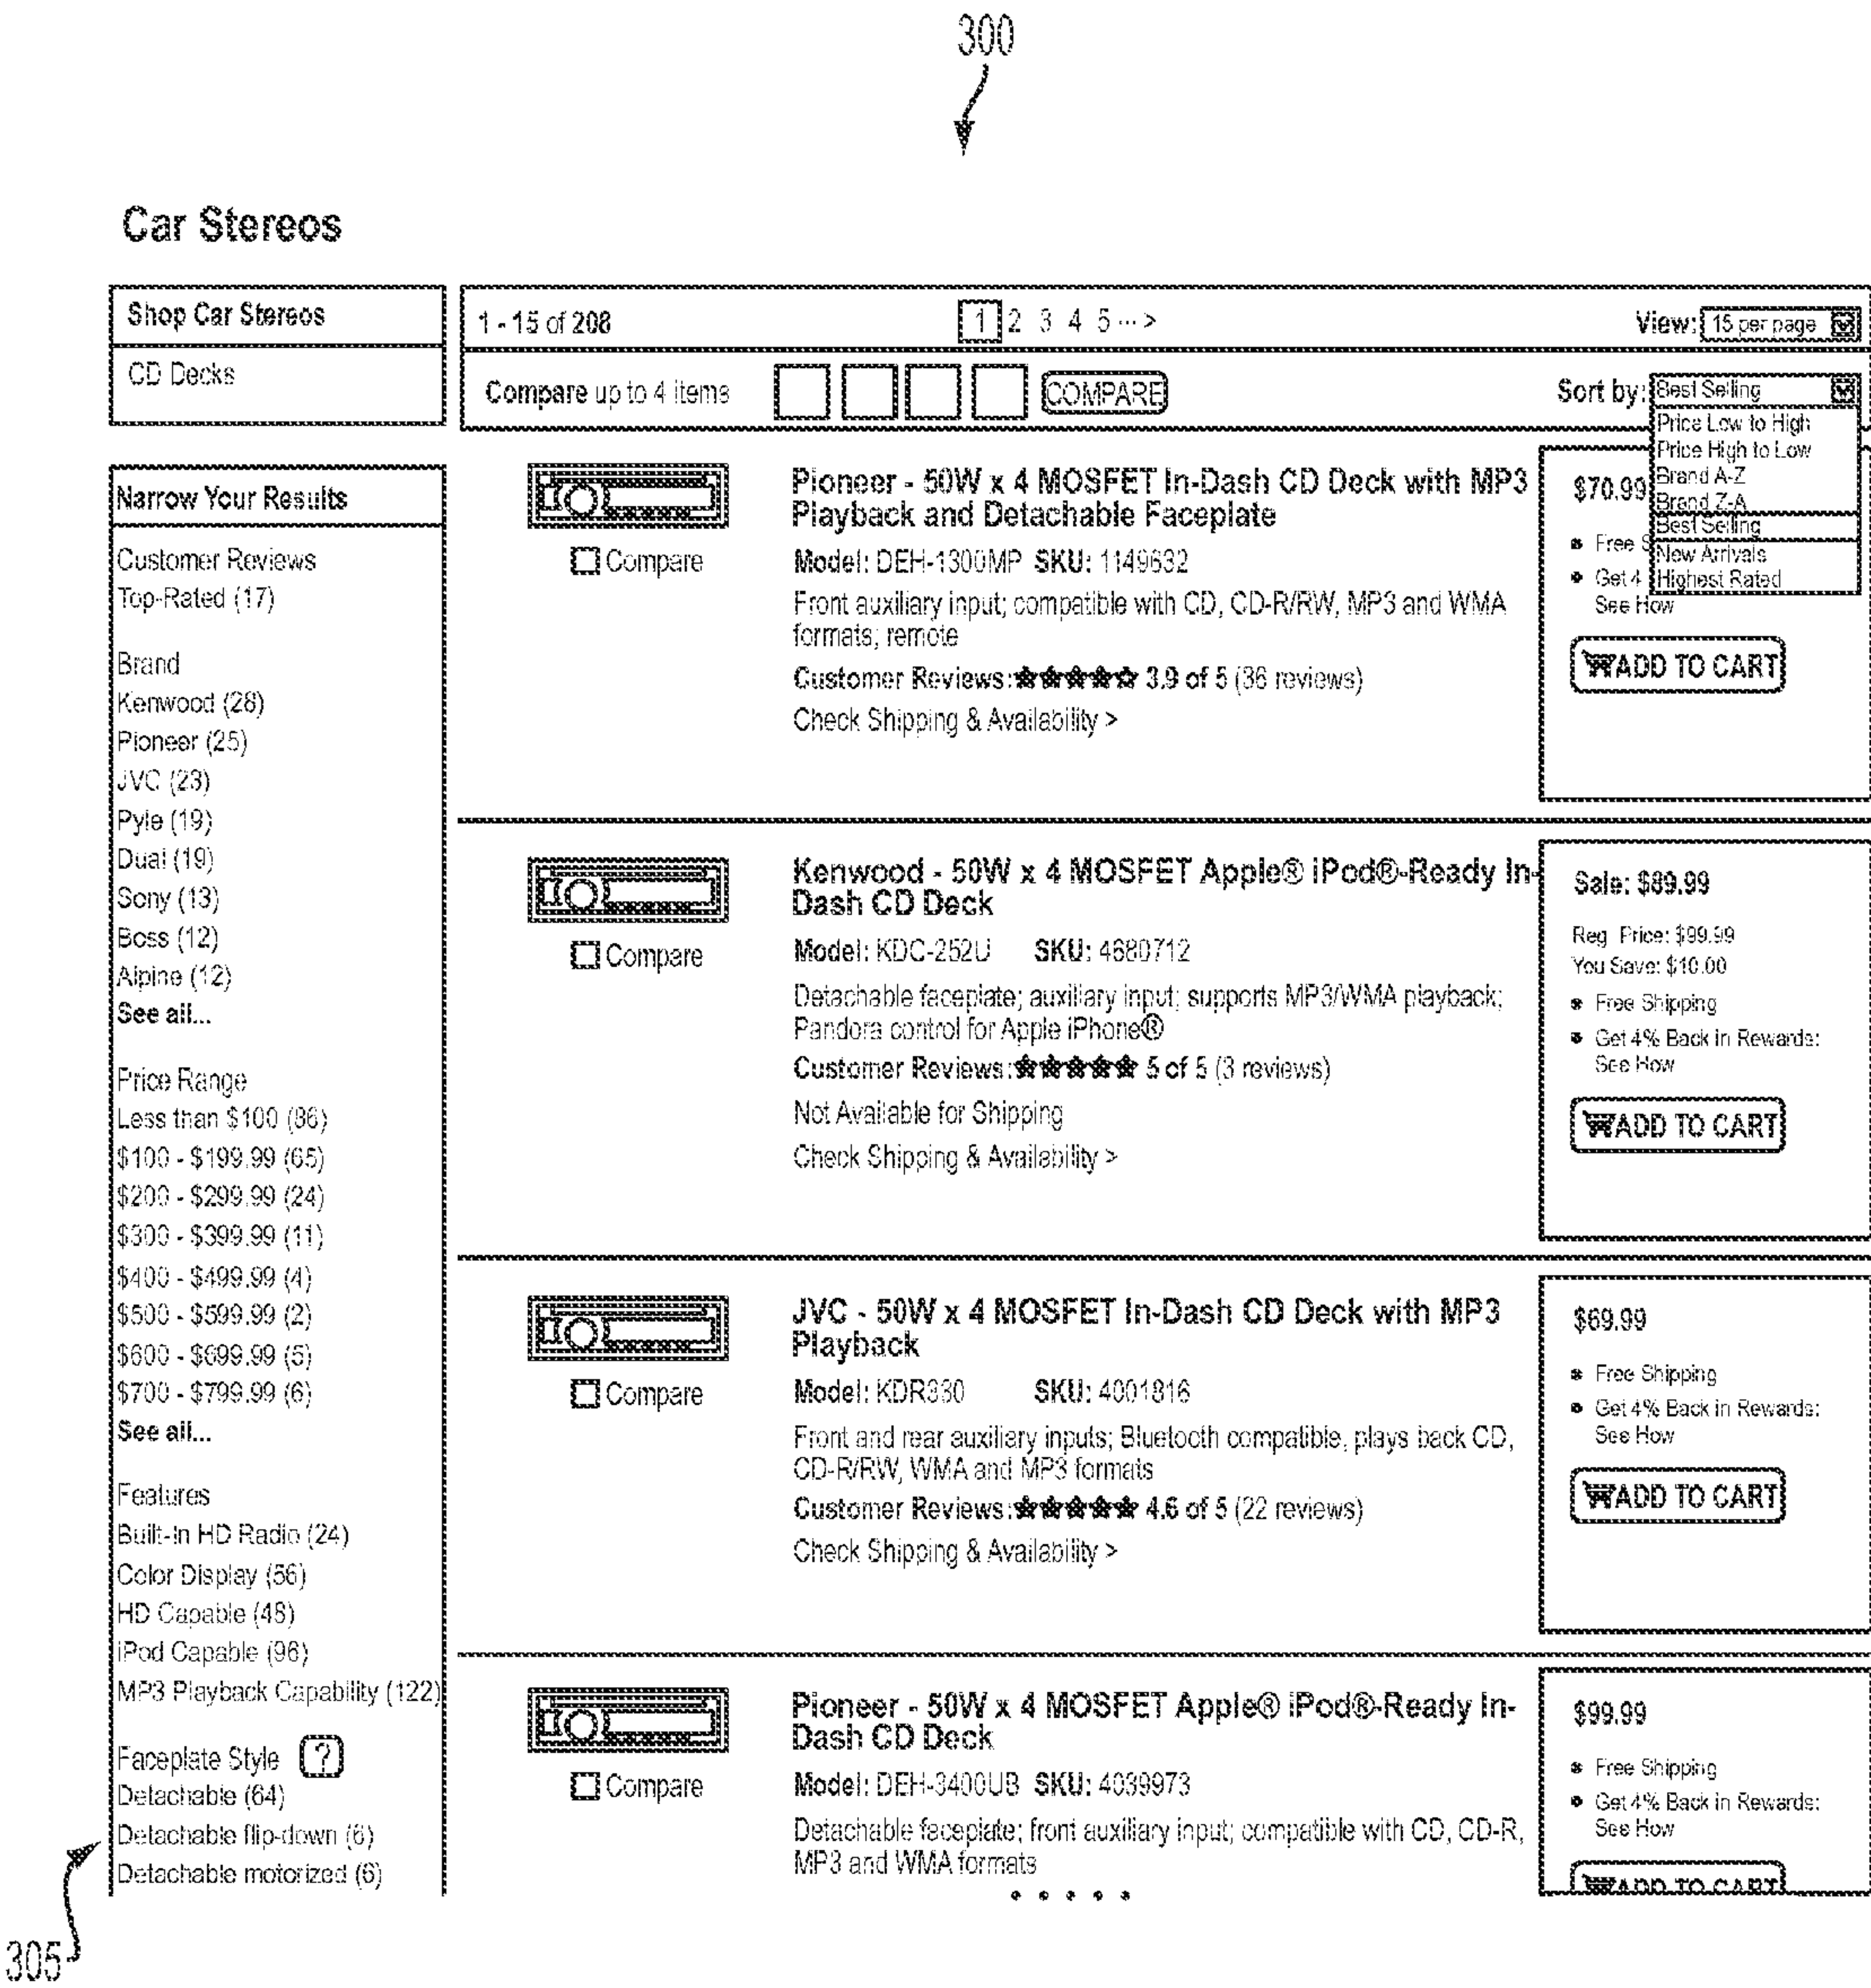 300
Car Stereos
Shop Car Stereos
CD Decks
1 - 15 of 208
1 2 3 4 5 ... >
View: 15 per page
Compare up to 4 items
COMPARE
Sort by: Best Selling
Price Low to High
Price High to Low
Brand A-Z
Brand Z-A
Best Selling
New Arrivals
Highest Rated
Narrow Your Results
Customer Reviews
Top-Rated (17)
Brand
Kenwood (28)
Pioneer (25)
JVC (23)
Pyle (19)
Dual (19)
Sony (13)
Boss (12)
Alpine (12)
See all...
Price Range
Less than $100 (86)
$100 - $199.99 (65)
$200 - $299.99 (24)
$300 - $399.99 (11)
$400 - $499.99 (4)
$500 - $599.99 (2)
$600 - $699.99 (5)
$700 - $799.99 (6)
See all...
Features
Built-In HD Radio (24)
Color Display (56)
HD Capable (48)
iPod Capable (96)
MP3 Playback Capability (122)
Faceplate Style ?
Detachable (64)
Detachable flip-down (6)
Detachable motorized (6)
305
Pioneer - 50W x 4 MOSFET In-Dash CD Deck with MP3
Playback and Detachable Faceplate
Compare
Model: DEH-1300MP SKU: 1149632
Front auxiliary input; compatible with CD, CD-R/RW, MP3 and WMA
formats; remote
Customer Reviews: 3.9 of 5 (36 reviews)
Check Shipping & Availability >
$70.99
Free S
Get 4
See How
ADD TO CART
Kenwood - 50W x 4 MOSFET Apple® iPod®-Ready In-
Dash CD Deck
Compare
Model: KDC-252U SKU: 4680712
Detachable faceplate; auxiliary input; supports MP3/WMA playback;
Pandora control for Apple iPhone®
Customer Reviews: 5 of 5 (3 reviews)
Not Available for Shipping
Check Shipping & Availability >
Sale: $89.99
Reg Price: $99.99
You Save: $10.00
Free Shipping
Get 4% Back in Rewards:
See How
ADD TO CART
JVC - 50W x 4 MOSFET In-Dash CD Deck with MP3
Playback
Compare
Model: KDR330 SKU: 4001816
Front and rear auxiliary inputs; Bluetooth compatible, plays back CD,
CD-R/RW, WMA and MP3 formats
Customer Reviews: 4.6 of 5 (22 reviews)
Check Shipping & Availability >
$69.99
Free Shipping
Get 4% Back in Rewards:
See How
ADD TO CART
Pioneer - 50W x 4 MOSFET Apple® iPod®-Ready In-
Dash CD Deck
Compare
Model: DEH-3400UB SKU: 4039973
Detachable faceplate; front auxiliary input; compatible with CD, CD-R,
MP3 and WMA formats
$99.99
Free Shipping
Get 4% Back in Rewards:
See How
ADD TO CART